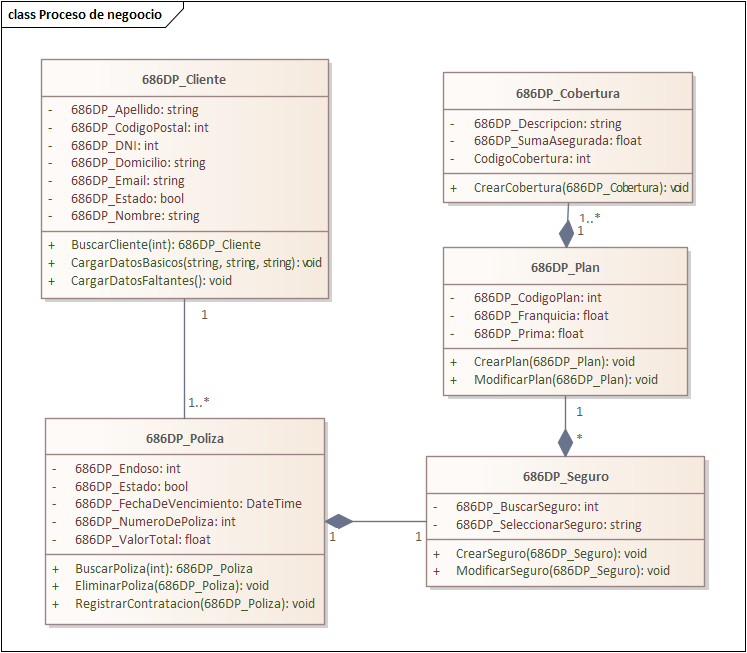 class Proceso de negoocio
686DP_Cliente
- 686DP_Apellido: string
- 686DP_CodigoPostal: int
- 686DP_DNI: int
- 686DP_Domicilio: string
- 686DP_Email: string
- 686DP_Estado: bool
- 686DP_Nombre: string
+ BuscarCliente(int): 686DP_Cliente
+ CargarDatosBasicos(string, string, string): void
+ CargarDatosFaltantes(): void
1
1..*
686DP_Poliza
- 686DP_Endoso: int
- 686DP_Estado: bool
- 686DP_FechaDeVencimiento: DateTime
- 686DP_NumeroDePoliza: int
- 686DP_ValorTotal: float
+ BuscarPoliza(int): 686DP_Poliza
+ EliminarPoliza(686DP_Poliza): void
+ RegistrarContratacion(686DP_Poliza): void
1
1
686DP_Cobertura
- 686DP_Descripcion: string
- 686DP_SumaAsegurada: float
- CodigoCobertura: int
+ CrearCobertura(686DP_Cobertura): void
1..*
1
686DP_Plan
- 686DP_CodigoPlan: int
- 686DP_Franquicia: float
- 686DP_Prima: float
+ CrearPlan(686DP_Plan): void
+ ModificarPlan(686DP_Plan): void
1
*
686DP_Seguro
- 686DP_BuscarSeguro: int
- 686DP_SeleccionarSeguro: string
+ CrearSeguro(686DP_Seguro): void
+ ModificarSeguro(686DP_Seguro): void